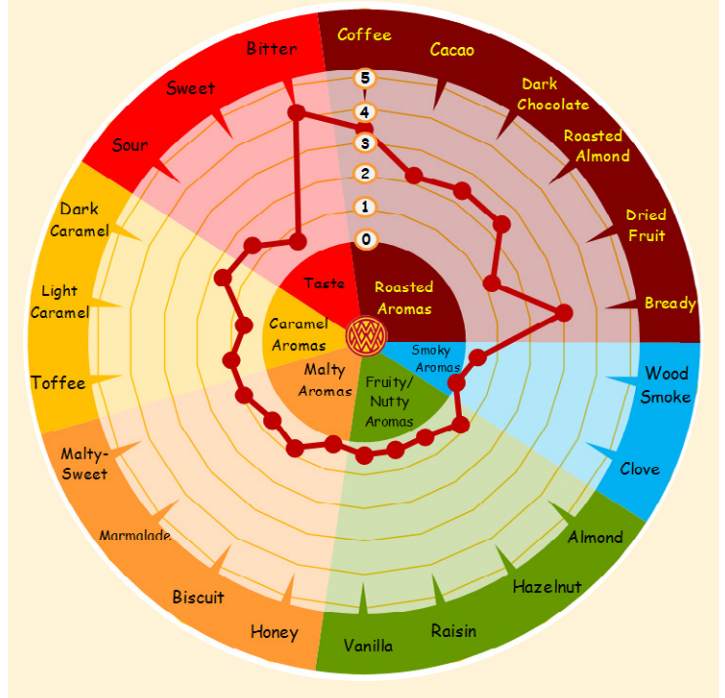 Coffee
Cacao
Dark
Chocolate
Roasted
Almond
Dried
Fruit
Bready
Wood
Smoke
Clove
Almond
Hazelnut
Raisin
Vanilla
Honey
Biscuit
Marmalade
Malty-
Sweet
Toffee
Light
Caramel
Dark
Caramel
Sour
Sweet
Bitter
5
4
3
2
1
0
Taste
Roasted
Aromas
Caramel
Aromas
Smoky
Aromas
Malty
Aromas
Fruity/
Nutty
Aromas